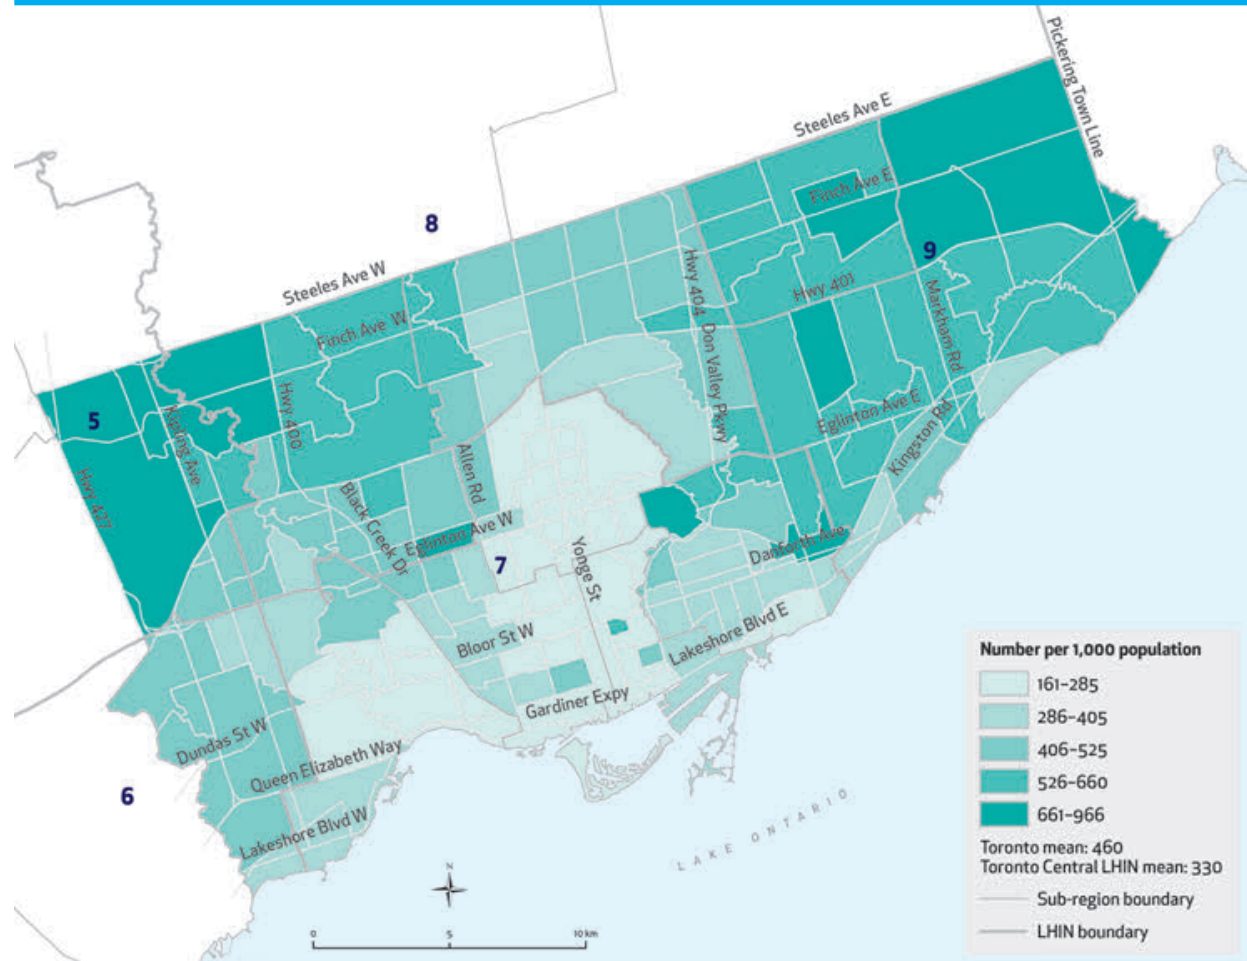 Pickering Town Line
Steeles Ave E
Finch Ave E
8
9
Steeles Ave W
Hwy 404
Hwy 401
Finch Ave W
Markham Rd
Don Valley Pkwy
5
Kipling Ave
Hwy 400
Eglinton Ave E
Kingston Rd
Allen Rd
Hwy 427
Black Creek Dr
Eglinton Ave W
Danforth Ave
7
Yonge St
Bloor St W
Lakeshore Blvd E
Gardiner Expy
Dundas St W
Queen Elizabeth Way
6
Lakeshore Blvd W
LAKE ONTARIO
N
0 5 10 km
Number per 1,000 population
161–285
286–405
406–525
526–660
661–966
Toronto mean: 460
Toronto Central LHIN mean: 330
Sub-region boundary
LHIN boundary